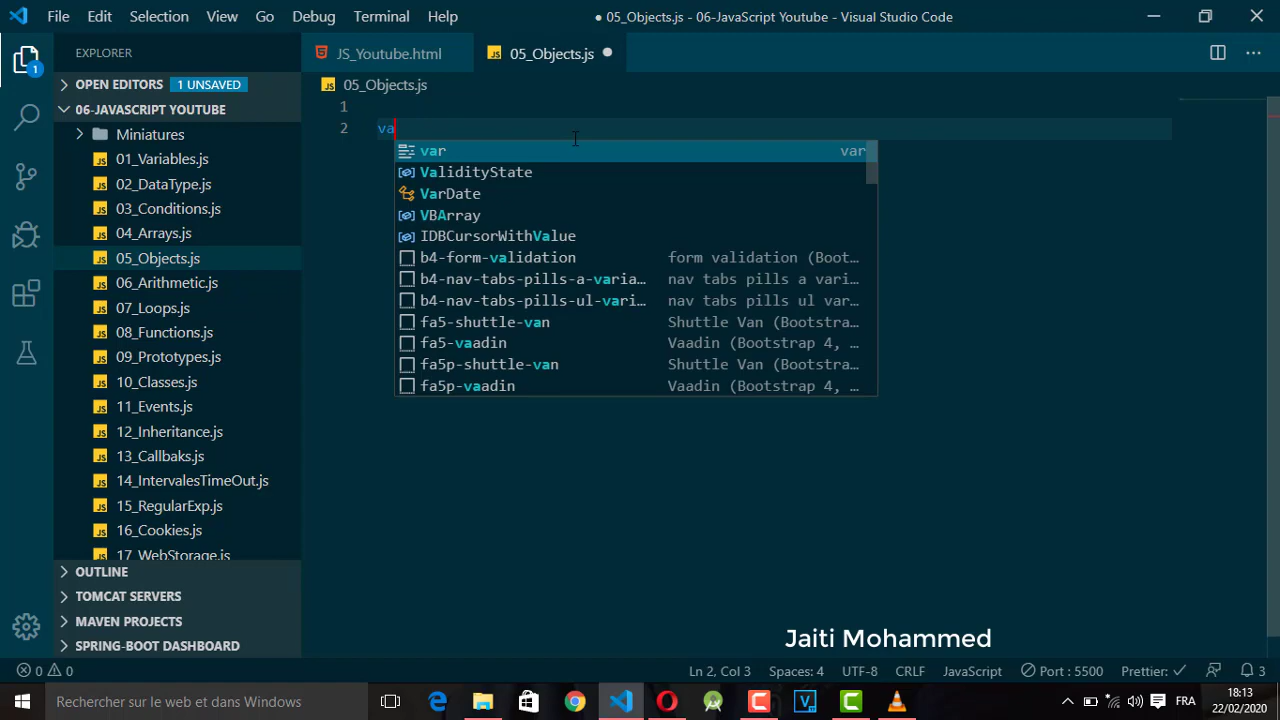 File Edit Selection View Go Debug Terminal Help ● 05_Objects.js - 06-JavaScript Youtube - Visual Studio Code
EXPLORER
OPEN EDITORS 1 UNSAVED
06-JAVASCRIPT YOUTUBE
Miniatures
01_Variables.js
02_DataType.js
03_Conditions.js
04_Arrays.js
05_Objects.js
06_Arithmetic.js
07_Loops.js
08_Functions.js
09_Prototypes.js
10_Classes.js
11_Events.js
12_Inheritance.js
13_Callbaks.js
14_IntervalesTimeOut.js
15_RegularExp.js
16_Cookies.js
17_WebStorage.js
OUTLINE
TOMCAT SERVERS
MAVEN PROJECTS
SPRING-BOOT DASHBOARD
1
JS_Youtube.html JS 05_Objects.js
JS 05_Objects.js
1
2 va
var var
ValidityState
VarDate
VBArray
IDBCursorWithValue
b4-form-validation form validation (Boot…
b4-nav-tabs-pills-a-varia… nav tabs pills a vari…
b4-nav-tabs-pills-ul-vari… nav tabs pills ul var…
fa5-shuttle-van Shuttle Van (Bootstra…
fa5-vaadin Vaadin (Bootstrap 4, …
fa5p-shuttle-van Shuttle Van (Bootstra…
fa5p-vaadin Vaadin (Bootstrap 4, …
Jaiti Mohammed
0 0 Ln 2, Col 3 Spaces: 4 UTF-8 CRLF JavaScript Port : 5500 Prettier: 3
Rechercher sur le web et dans Windows
FRA
18:13
22/02/2020